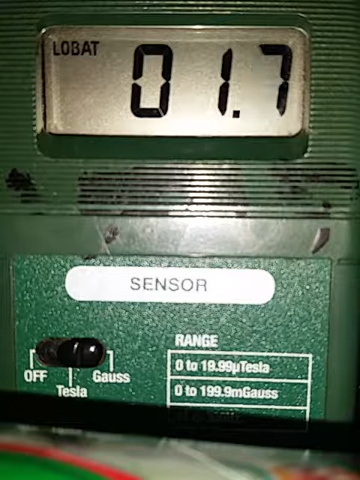 LOBAT
01.7
SENSOR
RANGE
0 to 19.99µTesla
0 to 199.9mGauss
OFF
Gauss
Tesla